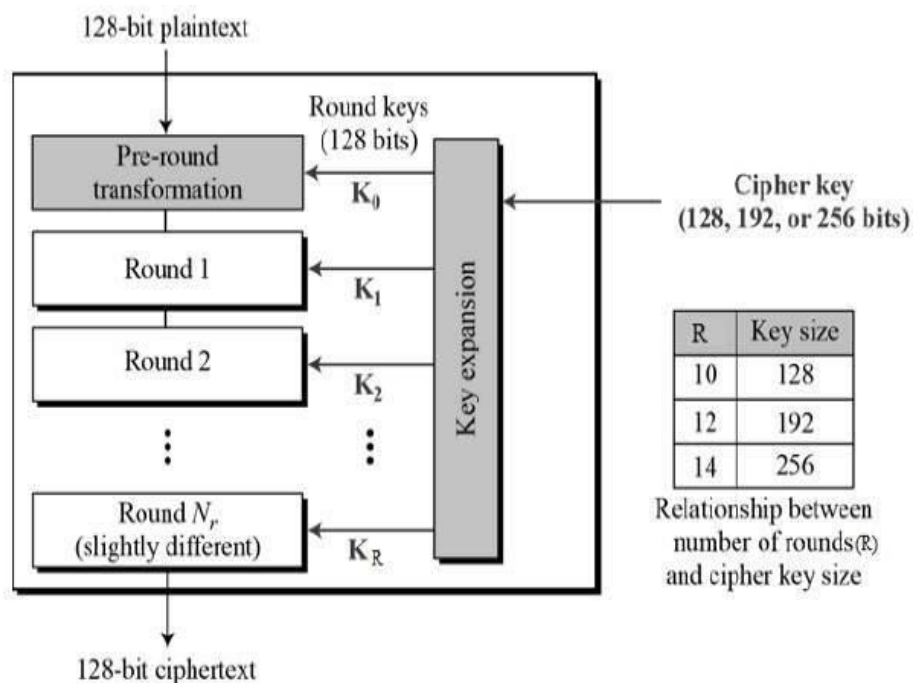 128-bit plaintext
Round keys
(128 bits)
Pre-round
transformation
K₀
Cipher key
(128, 192, or 256 bits)
Round 1
K₁
Round 2
K₂
Key expansion
Round Nᵣ
(slightly different)
K_R
128-bit ciphertext
R Key size
10 128
12 192
14 256
Relationship between
number of rounds(R)
and cipher key size